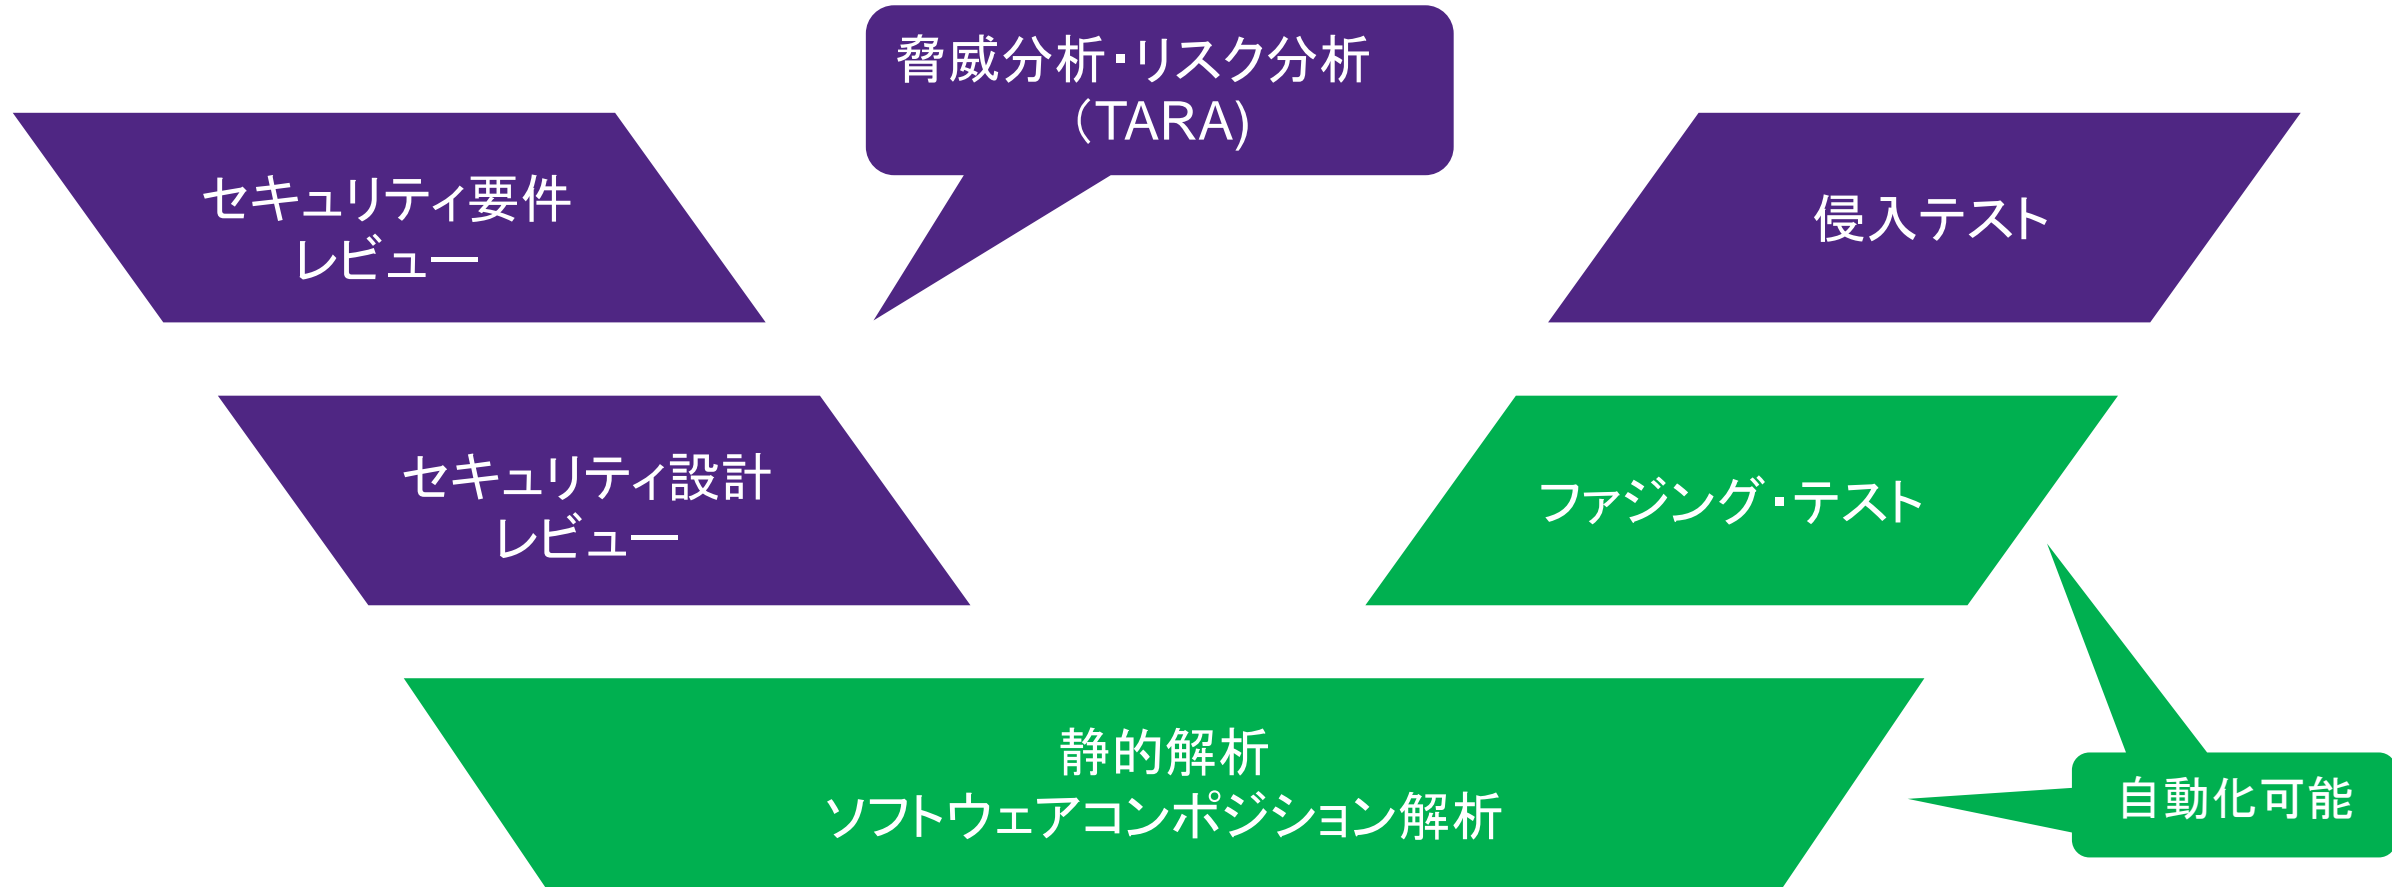 脅威分析・リスク分析
（TARA)
セキュリティ要件
レビュー
侵入テスト
セキュリティ設計
レビュー
ファジング・テスト
静的解析
ソフトウェアコンポジション解析
自動化可能